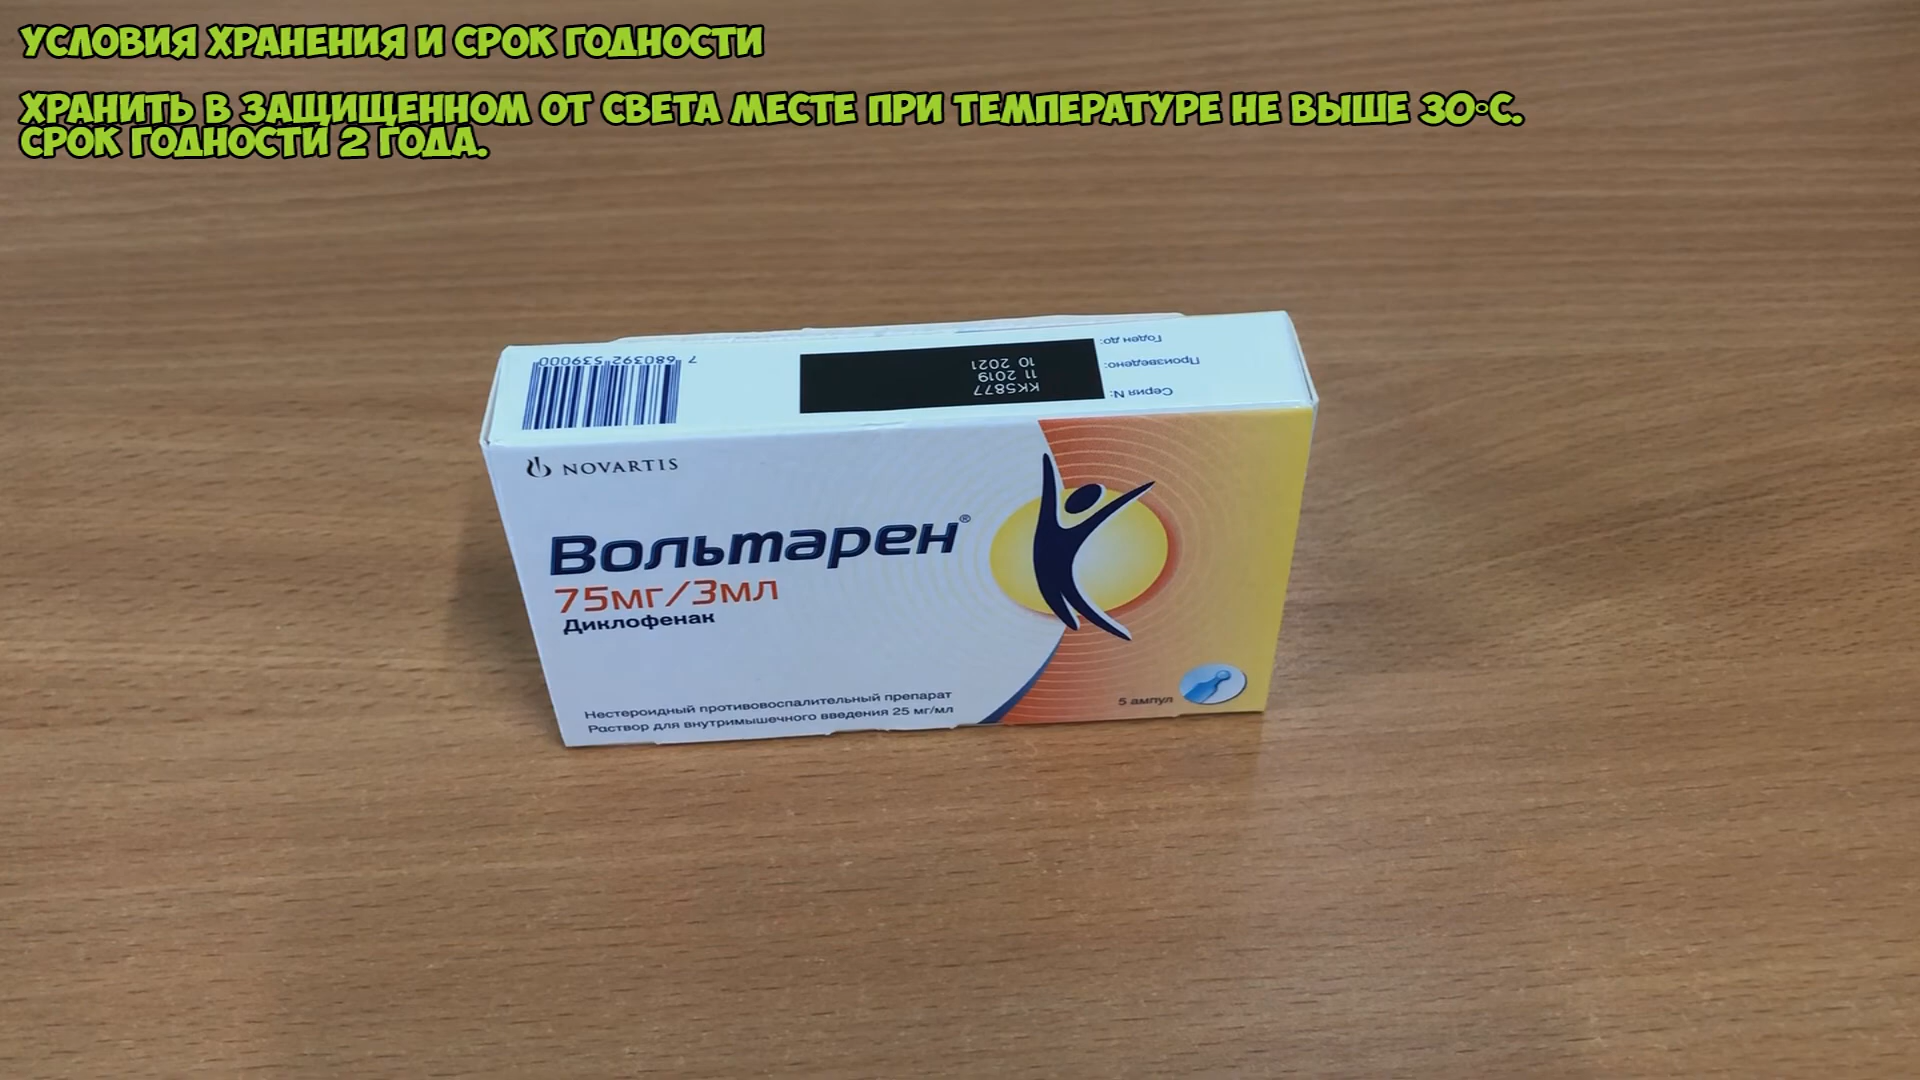 УСЛОВИЯ ХРАНЕНИЯ И СРОК ГОДНОСТИ
ХРАНИТЬ В ЗАЩИЩЕННОМ ОТ СВЕТА МЕСТЕ ПРИ ТЕМПЕРАТУРЕ НЕ ВЫШЕ 30°С.
СРОК ГОДНОСТИ 2 ГОДА.
Серия N: KK5877
Произведено: 11 2019
Годен до: 10 2021
7 680392 539000
NOVARTIS
Вольтарен®
75мг/3мл
Диклофенак
Нестероидный противовоспалительный препарат
Раствор для внутримышечного введения 25 мг/мл
5 ампул